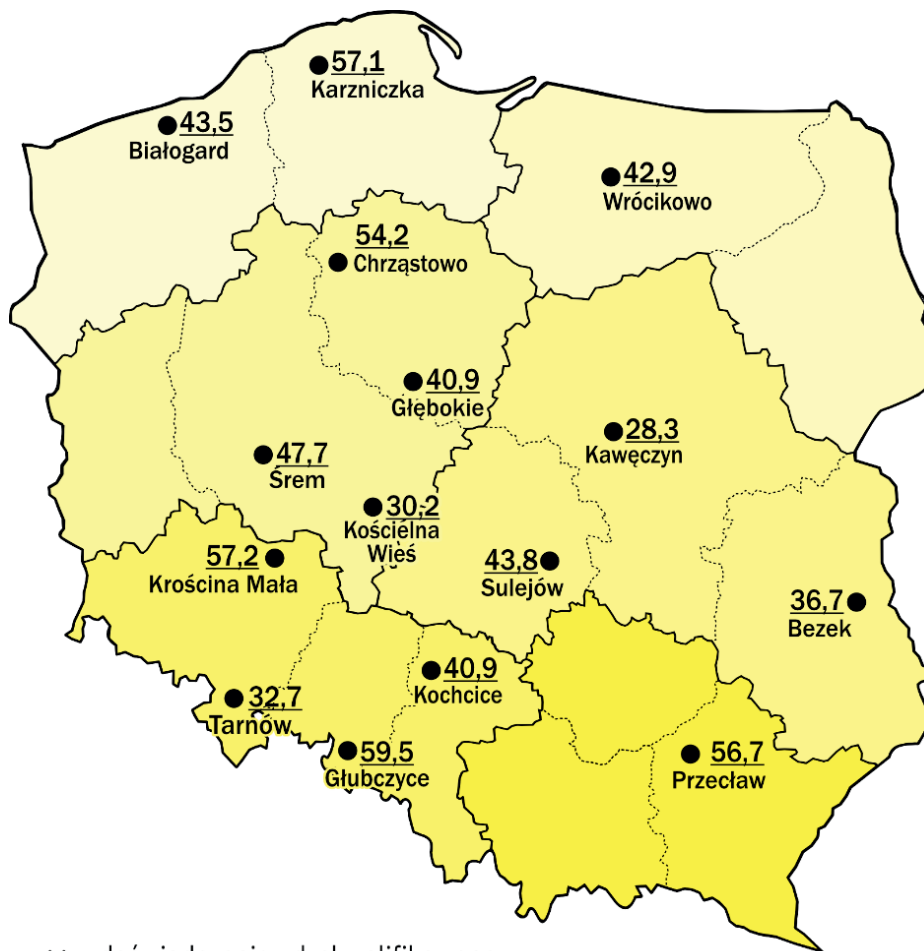 57,1
Karzniczka
43,5
Białogard
42,9
Wrócikowo
54,2
Chrząstowo
40,9
Głębokie
28,3
Kawęczyn
47,7
Śrem
30,2
Kościelna
Wieś
57,2
Krościna Mała
43,8
Sulejów
36,7
Bezek
40,9
Kochcice
32,7
Tarnów
59,5
Głubczyce
56,7
Przecław